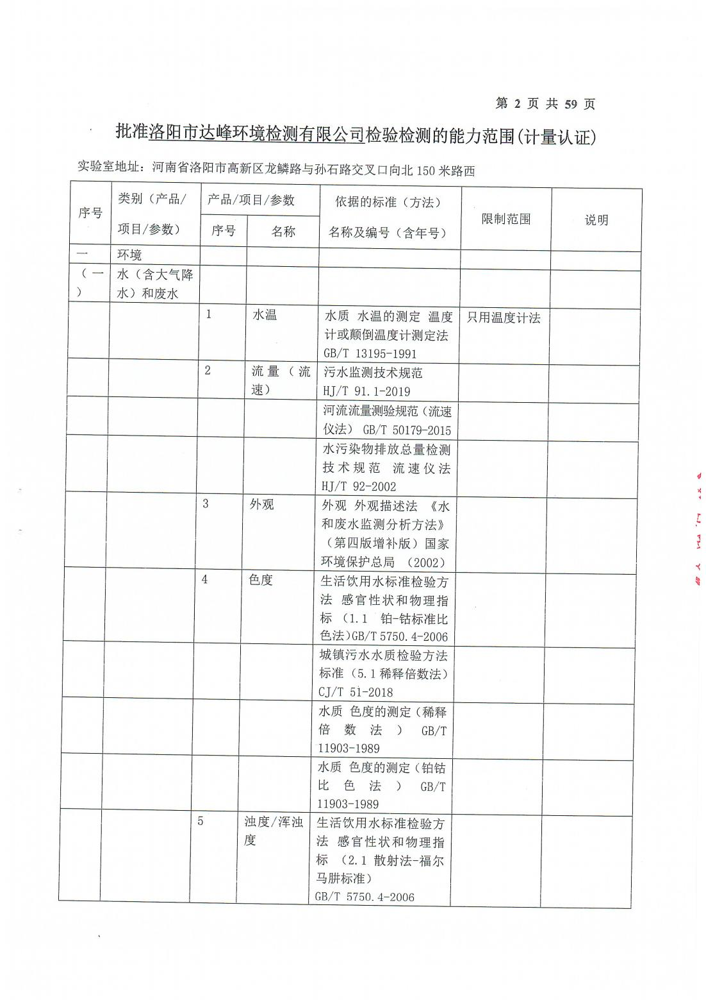 第 2 页 共 59 页
批准洛阳市达峰环境检测有限公司检验检测的能力范围(计量认证)
实验室地址：河南省洛阳市高新区龙鳞路与孙石路交叉口向北 150 米路西
序号
类别（产品/
项目/参数）
产品/项目/参数
序号
名称
依据的标准（方法）
名称及编号（含年号）
限制范围
说明
一
环境
（一
）
水（含大气降
水）和废水
1
水温
水质 水温的测定 温度
计或颠倒温度计测定法
GB/T 13195-1991
只用温度计法
2
流量（流
速）
污水监测技术规范
HJ/T 91.1-2019
河流流量测验规范（流速
仪法） GB/T 50179-2015
水污染物排放总量检测
技术规范 流速仪法
HJ/T 92-2002
3
外观
外观 外观描述法 《水
和废水监测分析方法》
（第四版增补版）国家
环境保护总局 （2002）
4
色度
生活饮用水标准检验方
法 感官性状和物理指
标 （1.1 铂-钴标准比
色法)GB/T 5750.4-2006
城镇污水水质检验方法
标准（5.1 稀释倍数法）
CJ/T 51-2018
水质 色度的测定（稀释
倍数法） GB/T
11903-1989
水质 色度的测定（铂钴
比色法） GB/T
11903-1989
5
浊度/浑浊
度
生活饮用水标准检验方
法 感官性状和物理指
标 （2.1 散射法-福尔
马肼标准）
GB/T 5750.4-2006